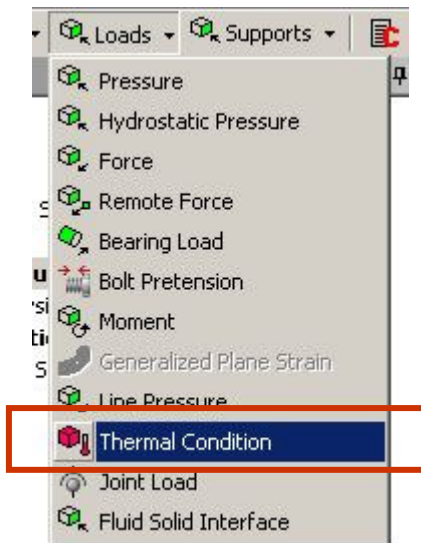 Loads Supports
Pressure
Hydrostatic Pressure
Force
Remote Force
Bearing Load
Bolt Pretension
Moment
Generalized Plane Strain
Line Pressure
Thermal Condition
Joint Load
Fluid Solid Interface